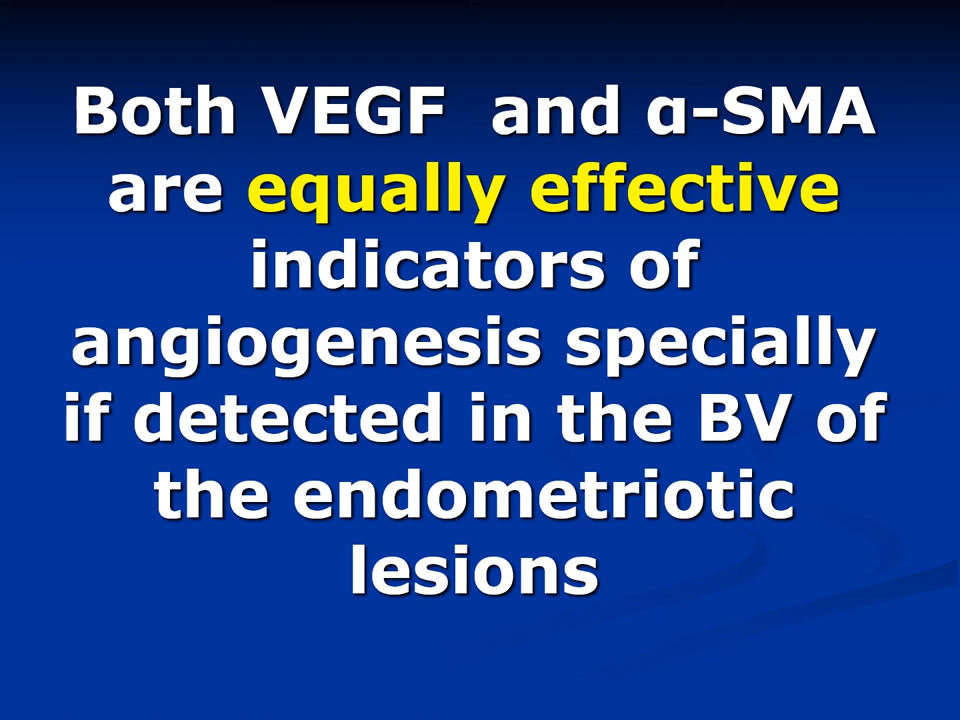 Both VEGF  and α-SMA
are equally effective
indicators of
angiogenesis specially
if detected in the BV of
the endometriotic
lesions